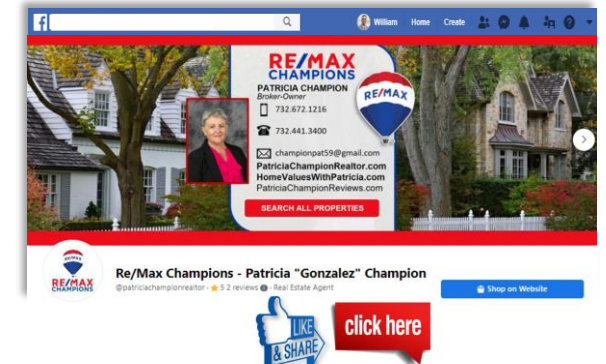 f
William Home Create
RE/MAX
CHAMPIONS
PATRICIA CHAMPION
Broker-Owner
732.672.1216
732.441.3400
championpat59@gmail.com
PatriciaChampionRealtor.com
HomeValuesWithPatricia.com
PatriciaChampionReviews.com
SEARCH ALL PROPERTIES
RE/MAX
RE/MAX
CHAMPIONS
Re/Max Champions - Patricia "Gonzalez" Champion
@patriciachampionrealtor · 5 2 reviews · Real Estate Agent
Shop on Website
LIKE
& SHARE
click here